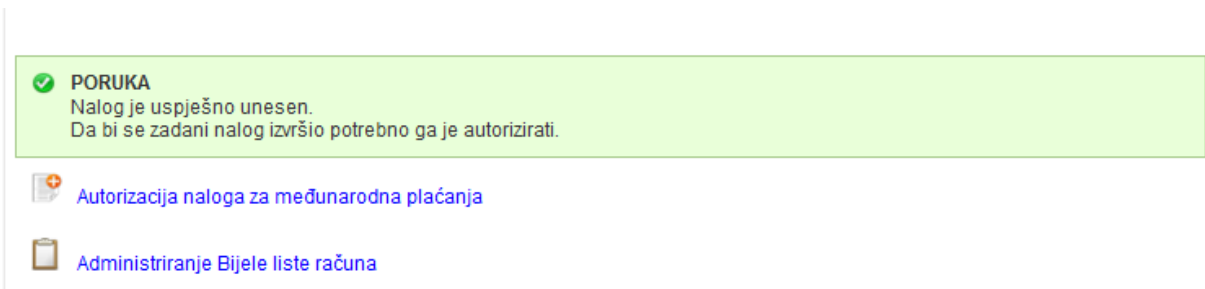 PORUKA
Nalog je uspješno unesen.
Da bi se zadani nalog izvršio potrebno ga je autorizirati.
Autorizacija naloga za međunarodna plaćanja
Administriranje Bijele liste računa